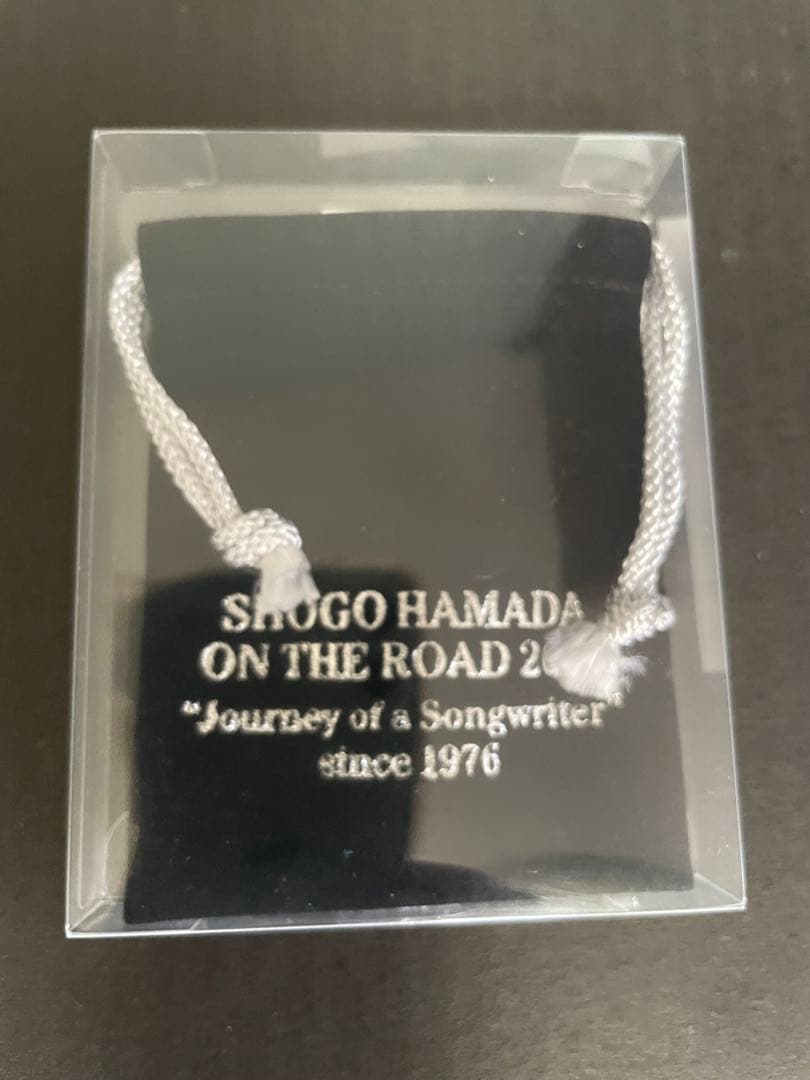 SHOGO HAMADA
ON THE ROAD
"Journey of a Songwriter"
since 1976